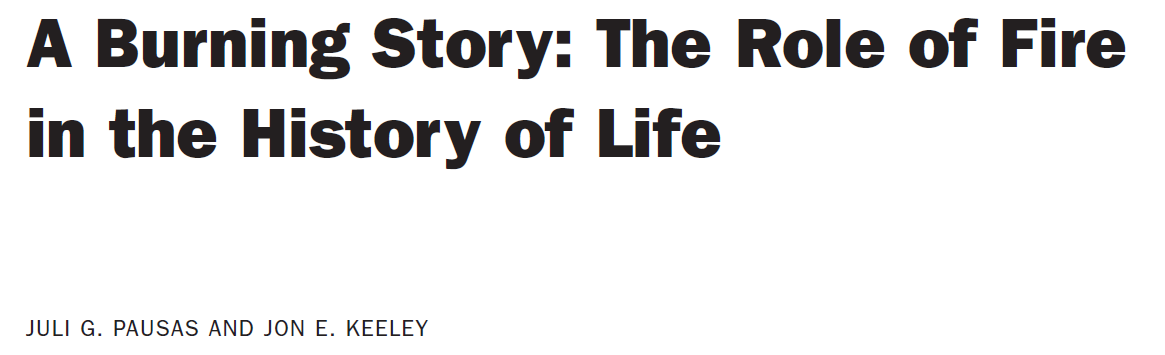 A Burning Story: The Role of Fire
in the History of Life
JULI G. PAUSAS AND JON E. KEELEY